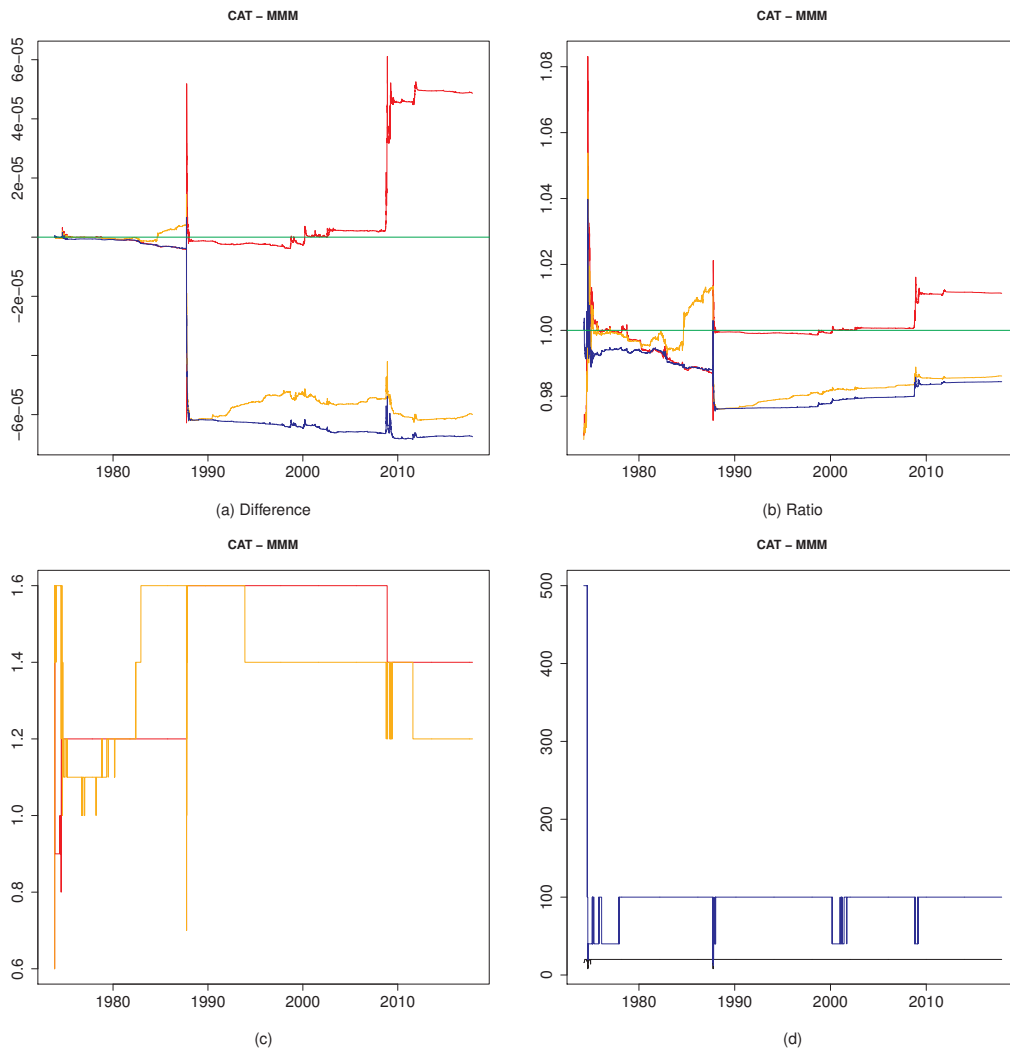 CAT − MMM
6e−05
4e−05
2e−05
−2e−05
−6e−05
1980 1990 2000 2010
(a) Difference
CAT − MMM
1.08
1.06
1.04
1.02
1.00
0.98
1980 1990 2000 2010
(b) Ratio
CAT − MMM
1.6
1.4
1.2
1.0
0.8
0.6
1980 1990 2000 2010
(c)
CAT − MMM
500
400
300
200
100
0
1980 1990 2000 2010
(d)